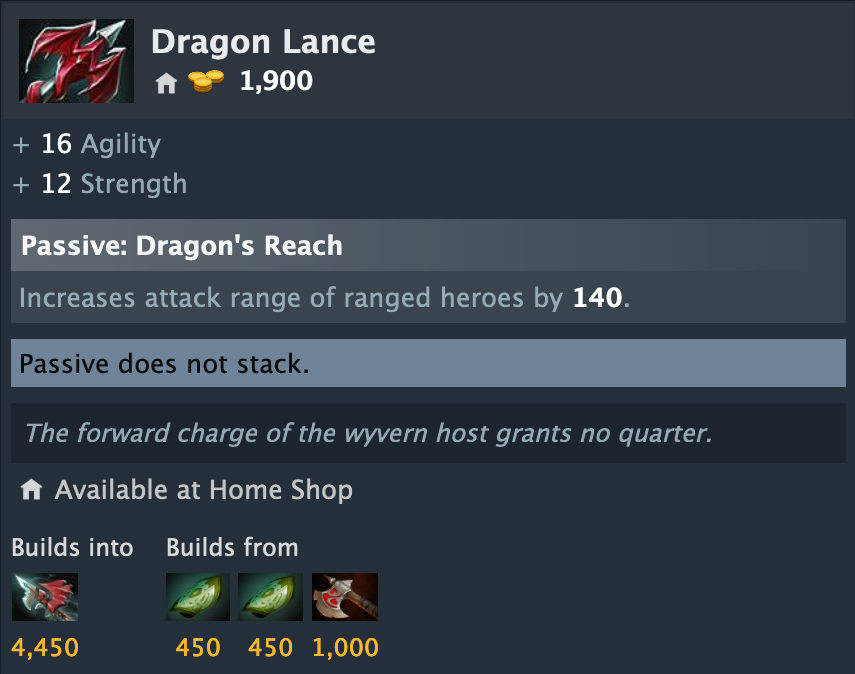 Dragon Lance
1,900
+ 16 Agility
+ 12 Strength
Passive: Dragon's Reach
Increases attack range of ranged heroes by 140.
Passive does not stack.
The forward charge of the wyvern host grants no quarter.
Available at Home Shop
Builds into Builds from
4,450 450 450 1,000